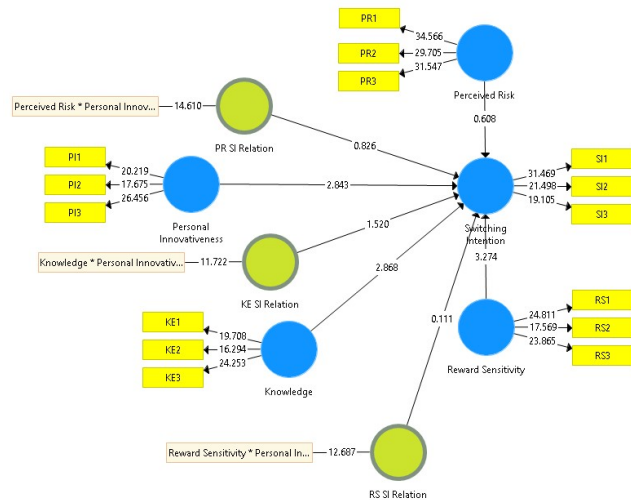 PR1
34.566
PR2
29.705
31.547
PR3
Perceived Risk
0.608
Perceived Risk * Personal Innov...
14.610
PR SI Relation
0.826
PI1
20.219
PI2
17.675
26.456
PI3
Personal
Innovativeness
2.843
SI1
31.469
SI2
21.498
19.105
SI3
Switching
Intention
1.520
Knowledge * Personal Innovativ...
11.722
KE SI Relation
2.868
3.274
0.111
KE1
19.708
KE2
16.294
24.253
KE3
Knowledge
RS1
24.811
RS2
17.569
23.865
RS3
Reward Sensitivity
Reward Sensitivity * Personal In...
12.687
RS SI Relation